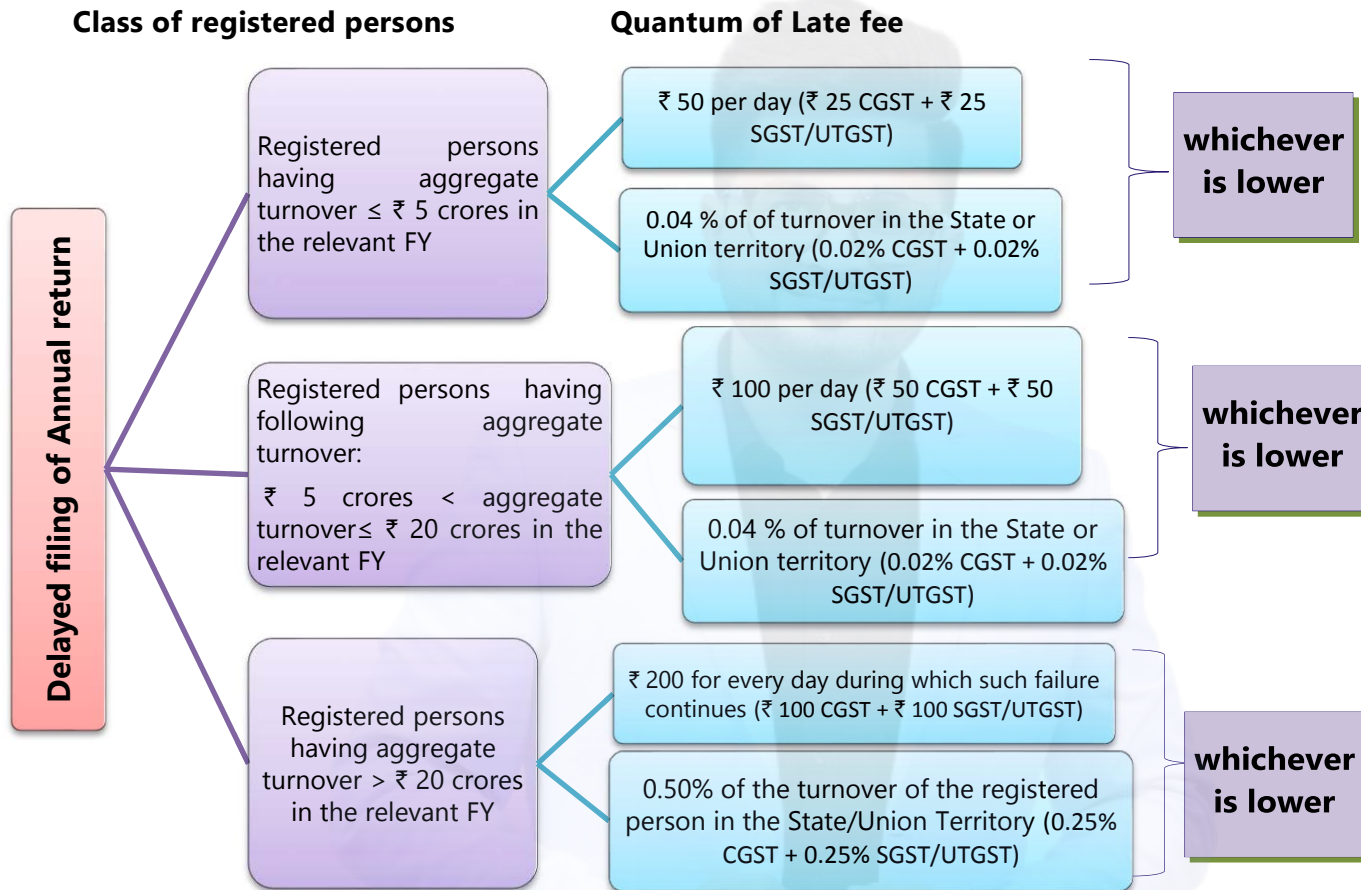 Class of registered persons
Quantum of Late fee
Delayed filing of Annual return
Registered persons
having aggregate
turnover ≤ ₹ 5 crores in
the relevant FY
₹ 50 per day (₹ 25 CGST + ₹ 25
SGST/UTGST)
0.04 % of of turnover in the State or
Union territory (0.02% CGST + 0.02%
SGST/UTGST)
whichever
is lower
Registered persons having
following aggregate
turnover:
₹ 5 crores < aggregate
turnover≤ ₹ 20 crores in the
relevant FY
₹ 100 per day (₹ 50 CGST + ₹ 50
SGST/UTGST)
0.04 % of turnover in the State or
Union territory (0.02% CGST + 0.02%
SGST/UTGST)
whichever
is lower
Registered persons
having aggregate
turnover > ₹ 20 crores
in the relevant FY
₹ 200 for every day during which such failure
continues (₹ 100 CGST + ₹ 100 SGST/UTGST)
0.50% of the turnover of the registered
person in the State/Union Territory (0.25%
CGST + 0.25% SGST/UTGST)
whichever
is lower